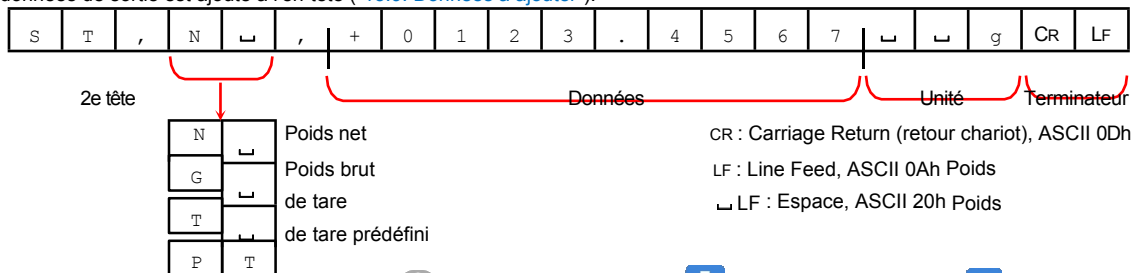 S T , N ␣ , + 0 1 2 3 . 4 5 6 7 ␣ ␣ g CR LF
2e tête Données Unité Terminateur
N ␣ Poids net
G ␣ Poids brut
T ␣ de tare
P T de tare prédéfini
CR : Carriage Return (retour chariot), ASCII 0Dh
LF : Line Feed, ASCII 0Ah Poids
␣ LF : Espace, ASCII 20h Poids